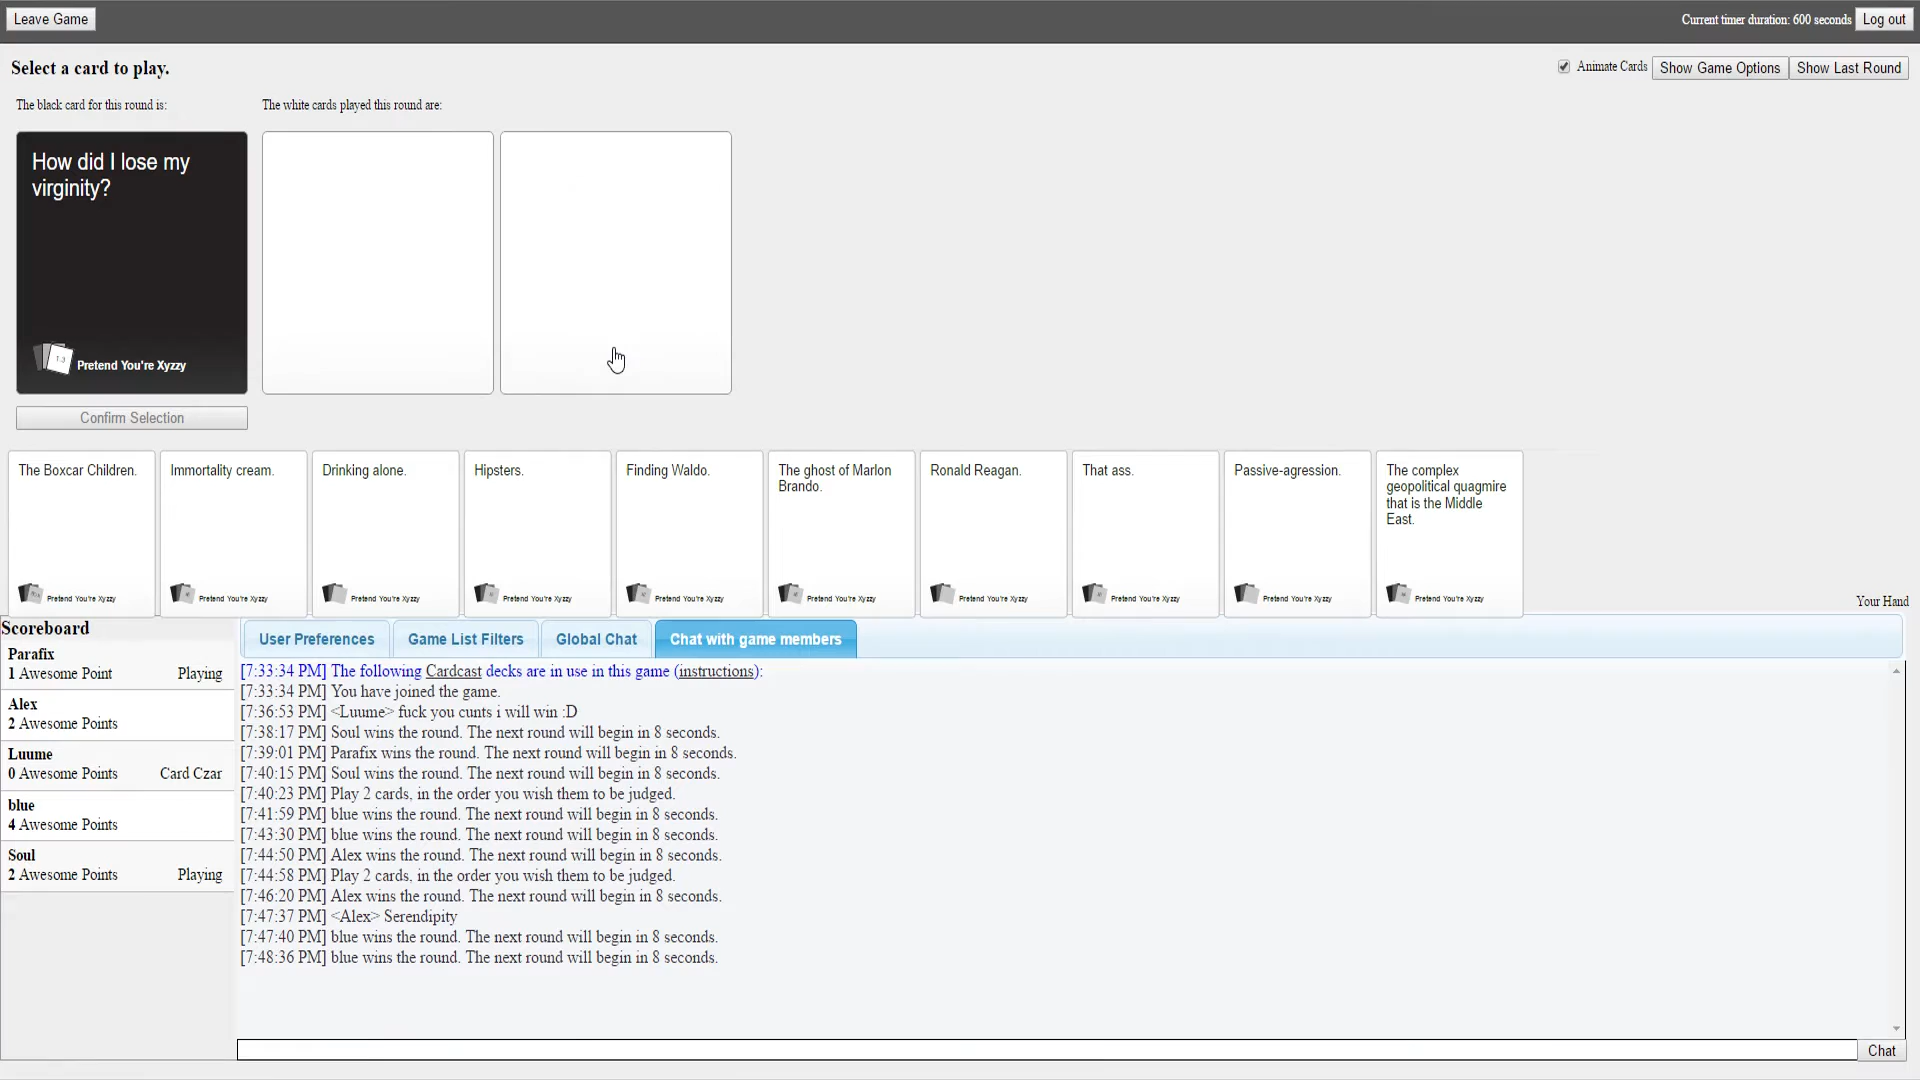 Leave Game
Current timer duration: 600 seconds
Log out
Select a card to play.
Animate Cards
Show Game Options
Show Last Round
The black card for this round is:
The white cards played this round are:
How did I lose my
virginity?
Pretend You're Xyzzy
Confirm Selection
The Boxcar Children.
Pretend You're Xyzzy
Immortality cream.
Pretend You're Xyzzy
Drinking alone.
Pretend You're Xyzzy
Hipsters.
Pretend You're Xyzzy
Finding Waldo.
Pretend You're Xyzzy
The ghost of Marlon
Brando.
Pretend You're Xyzzy
Ronald Reagan.
Pretend You're Xyzzy
That ass.
Pretend You're Xyzzy
Passive-agression.
Pretend You're Xyzzy
The complex
geopolitical quagmire
that is the Middle
East.
Pretend You're Xyzzy
Your Hand
Scoreboard
Parafix
1 Awesome Point Playing
Alex
2 Awesome Points
Luume
0 Awesome Points Card Czar
blue
4 Awesome Points
Soul
2 Awesome Points Playing
User Preferences
Game List Filters
Global Chat
Chat with game members
[7:33:34 PM] The following Cardcast decks are in use in this game (instructions):
[7:33:34 PM] You have joined the game.
[7:36:53 PM] <Luume> fuck you cunts i will win :D
[7:38:17 PM] Soul wins the round. The next round will begin in 8 seconds.
[7:39:01 PM] Parafix wins the round. The next round will begin in 8 seconds.
[7:40:15 PM] Soul wins the round. The next round will begin in 8 seconds.
[7:40:23 PM] Play 2 cards, in the order you wish them to be judged.
[7:41:59 PM] blue wins the round. The next round will begin in 8 seconds.
[7:43:30 PM] blue wins the round. The next round will begin in 8 seconds.
[7:44:50 PM] Alex wins the round. The next round will begin in 8 seconds.
[7:44:58 PM] Play 2 cards, in the order you wish them to be judged.
[7:46:20 PM] Alex wins the round. The next round will begin in 8 seconds.
[7:47:37 PM] <Alex> Serendipity
[7:47:40 PM] blue wins the round. The next round will begin in 8 seconds.
[7:48:36 PM] blue wins the round. The next round will begin in 8 seconds.
Chat